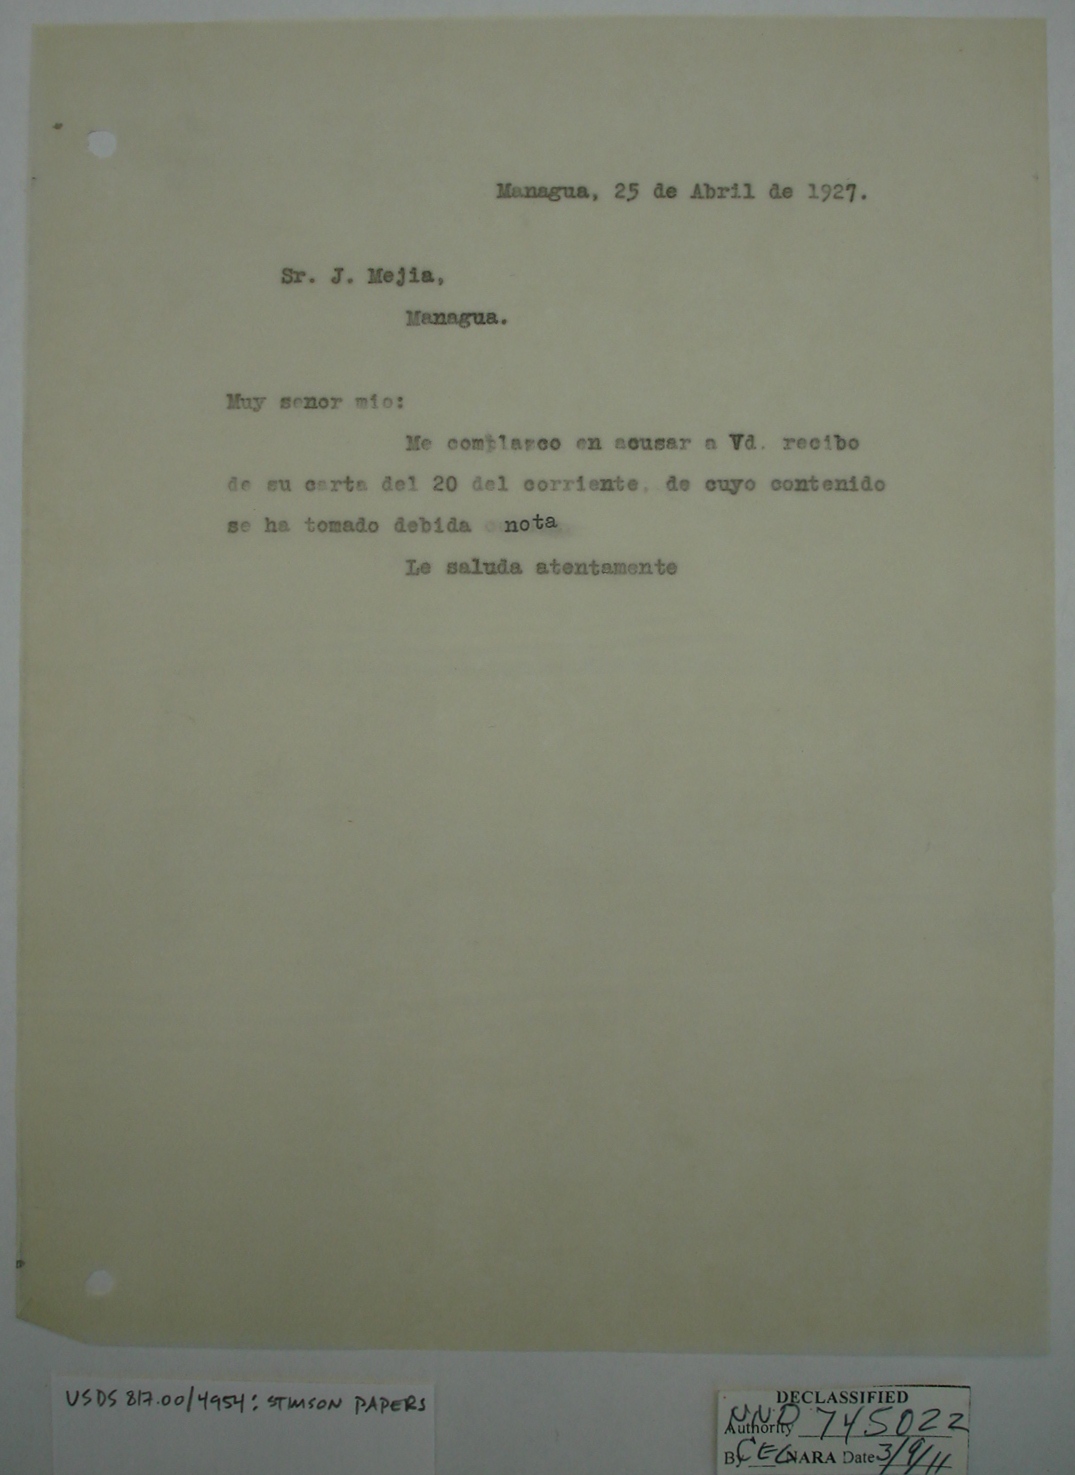 Managua, 25 de Abril de 1927.
Sr. J. Mejia,
Managua.
Muy senor mio:
Me complazco en acusar a Vd. recibo
de su carta del 20 del corriente, de cuyo contenido
se ha tomado debida nota
Le saluda atentamente
USDS 817.00/4954: STIMSON PAPERS
DECLASSIFIED
Authority NND 745022
By CEC NARA Date 3/9/11